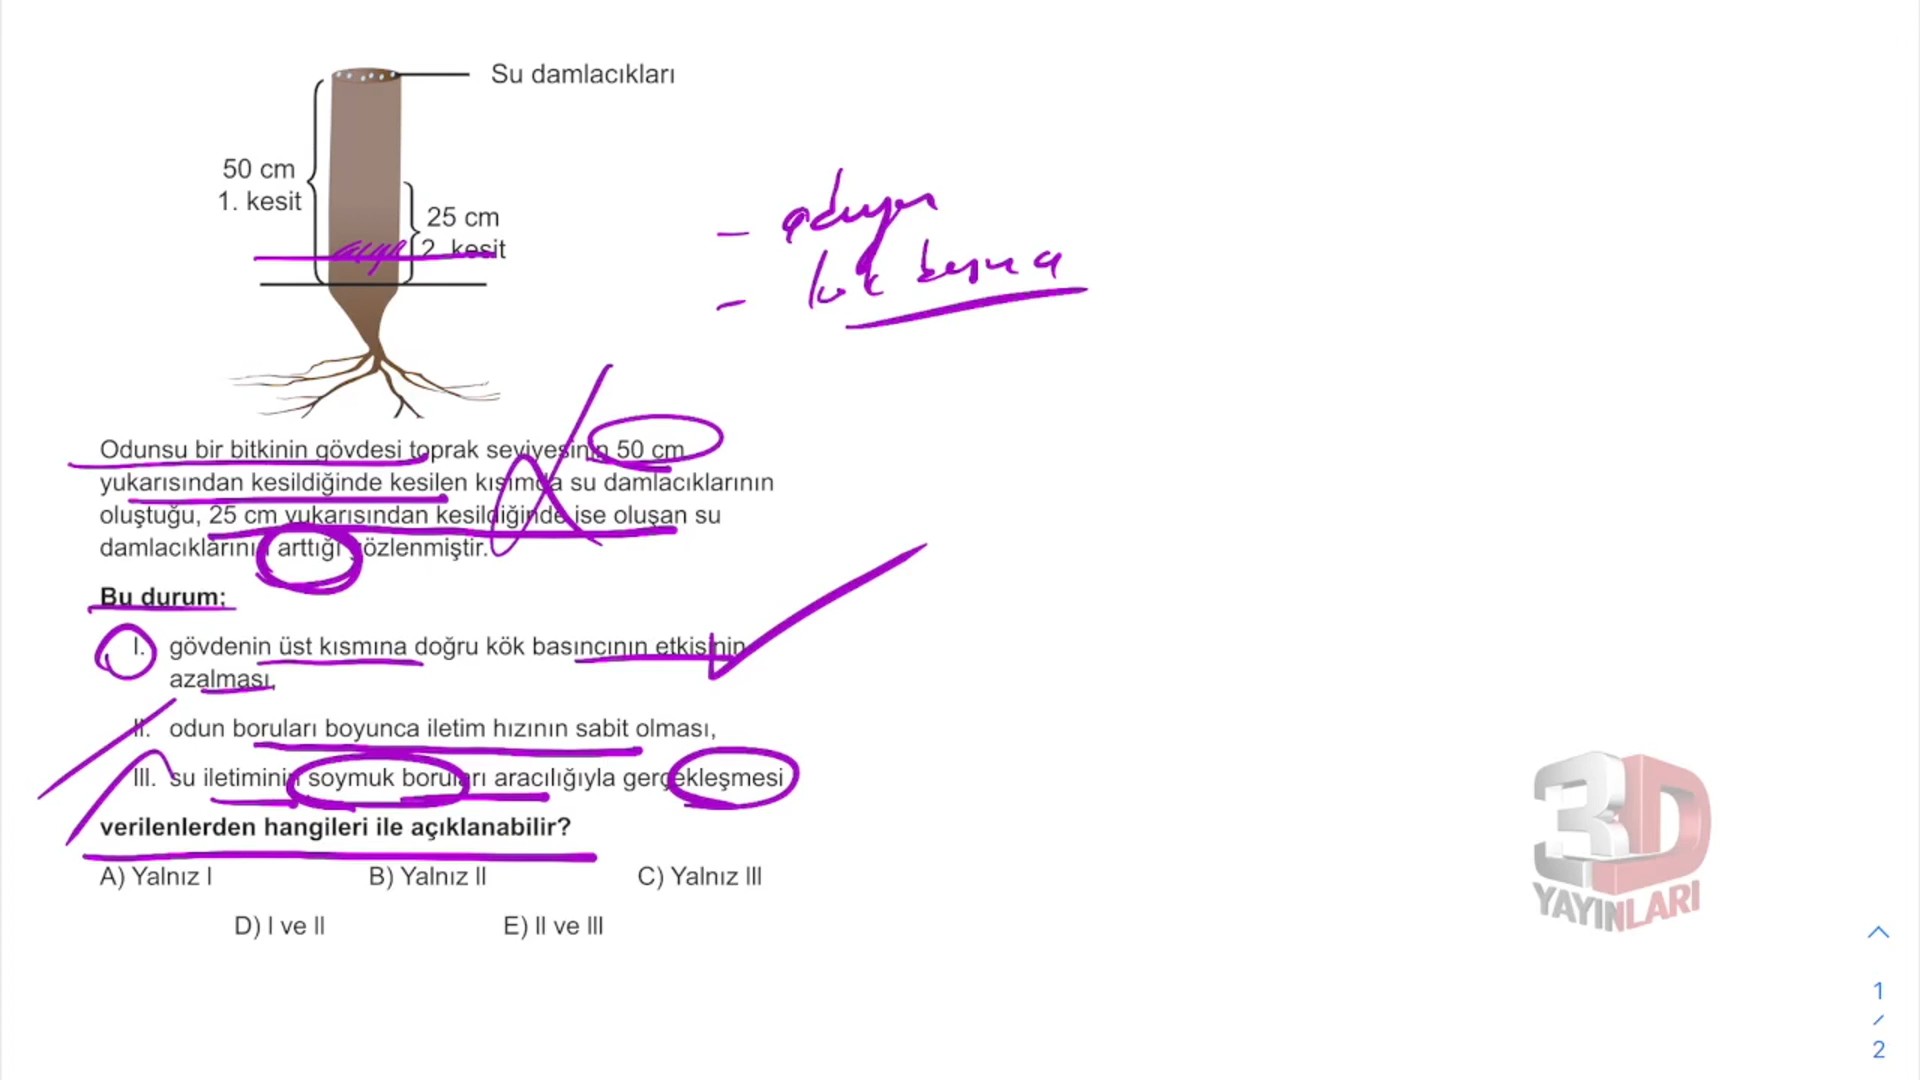 Su damlacıkları
50 cm
1. kesit
25 cm
2. kesit
- odun
- kök basıncı
Odunsu bir bitkinin gövdesi toprak seviyesinin 50 cm
yukarısından kesildiğinde kesilen kısımda su damlacıklarının
oluştuğu, 25 cm yukarısından kesildiğinde ise oluşan su
damlacıklarının arttığı gözlenmiştir.
Bu durum;
I. gövdenin üst kısmına doğru kök basıncının etkisinin
azalması,
II. odun boruları boyunca iletim hızının sabit olması,
III. su iletiminin soymuk boruları aracılığıyla gerçekleşmesi
verilenlerden hangileri ile açıklanabilir?
A) Yalnız I B) Yalnız II C) Yalnız III
D) I ve II E) II ve III
3D
YAYINLARI
1
/
2